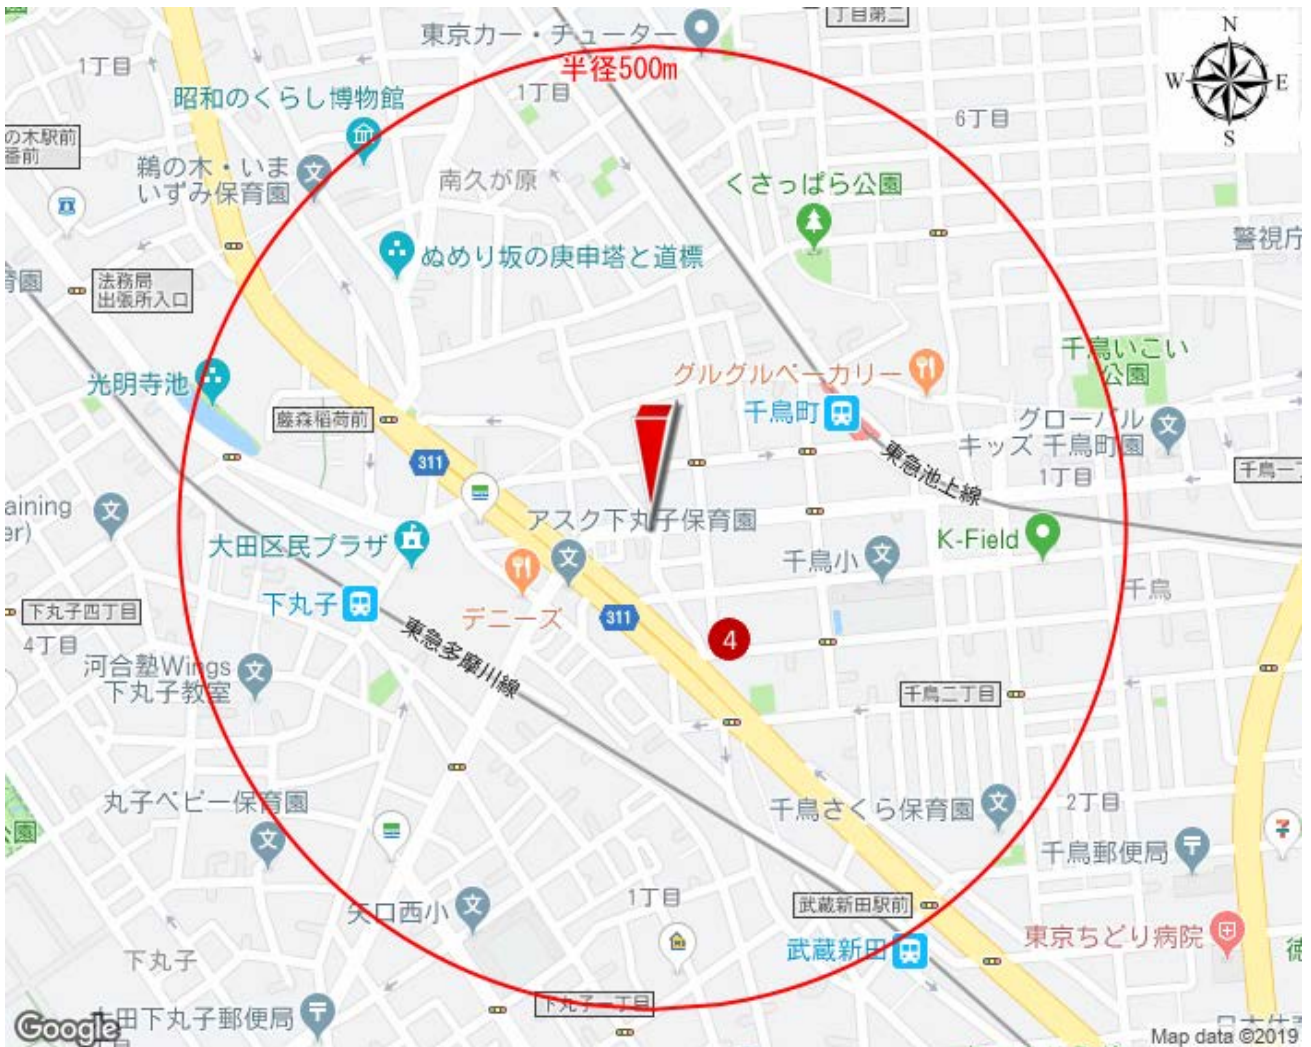 丁目第二
東京カー・チューター
半径500m
N
W
E
S
1丁目
1丁目
昭和のくらし博物館
6丁目
の木駅前
番前
鵜の木・いま
いずみ保育園
南久が原
くさっぱら公園
警視庁
ぬめり坂の庚申塔と道標
育園
法務局
出張所入口
千鳥いこい
公園
光明寺池
グルグルベーカリー
千鳥町
藤森稲荷前
グローバル
キッズ 千鳥町園
311
東急池上線
1丁目
千鳥一丁
aining
er)
アスク下丸子保育園
大田区民プラザ
K-Field
千鳥小
千鳥
下丸子
デニーズ
311
下丸子四丁目
4丁目
東急多摩川線
4
河合塾Wings
下丸子教室
千鳥二丁目
丸子ベビー保育園
千鳥さくら保育園
2丁目
公園
千鳥郵便局
矢口西小
1丁目
武蔵新田駅前
東京ちどり病院
武蔵新田
徳
下丸子
下丸子一丁目
大田下丸子郵便局
Google
Map data ©2019